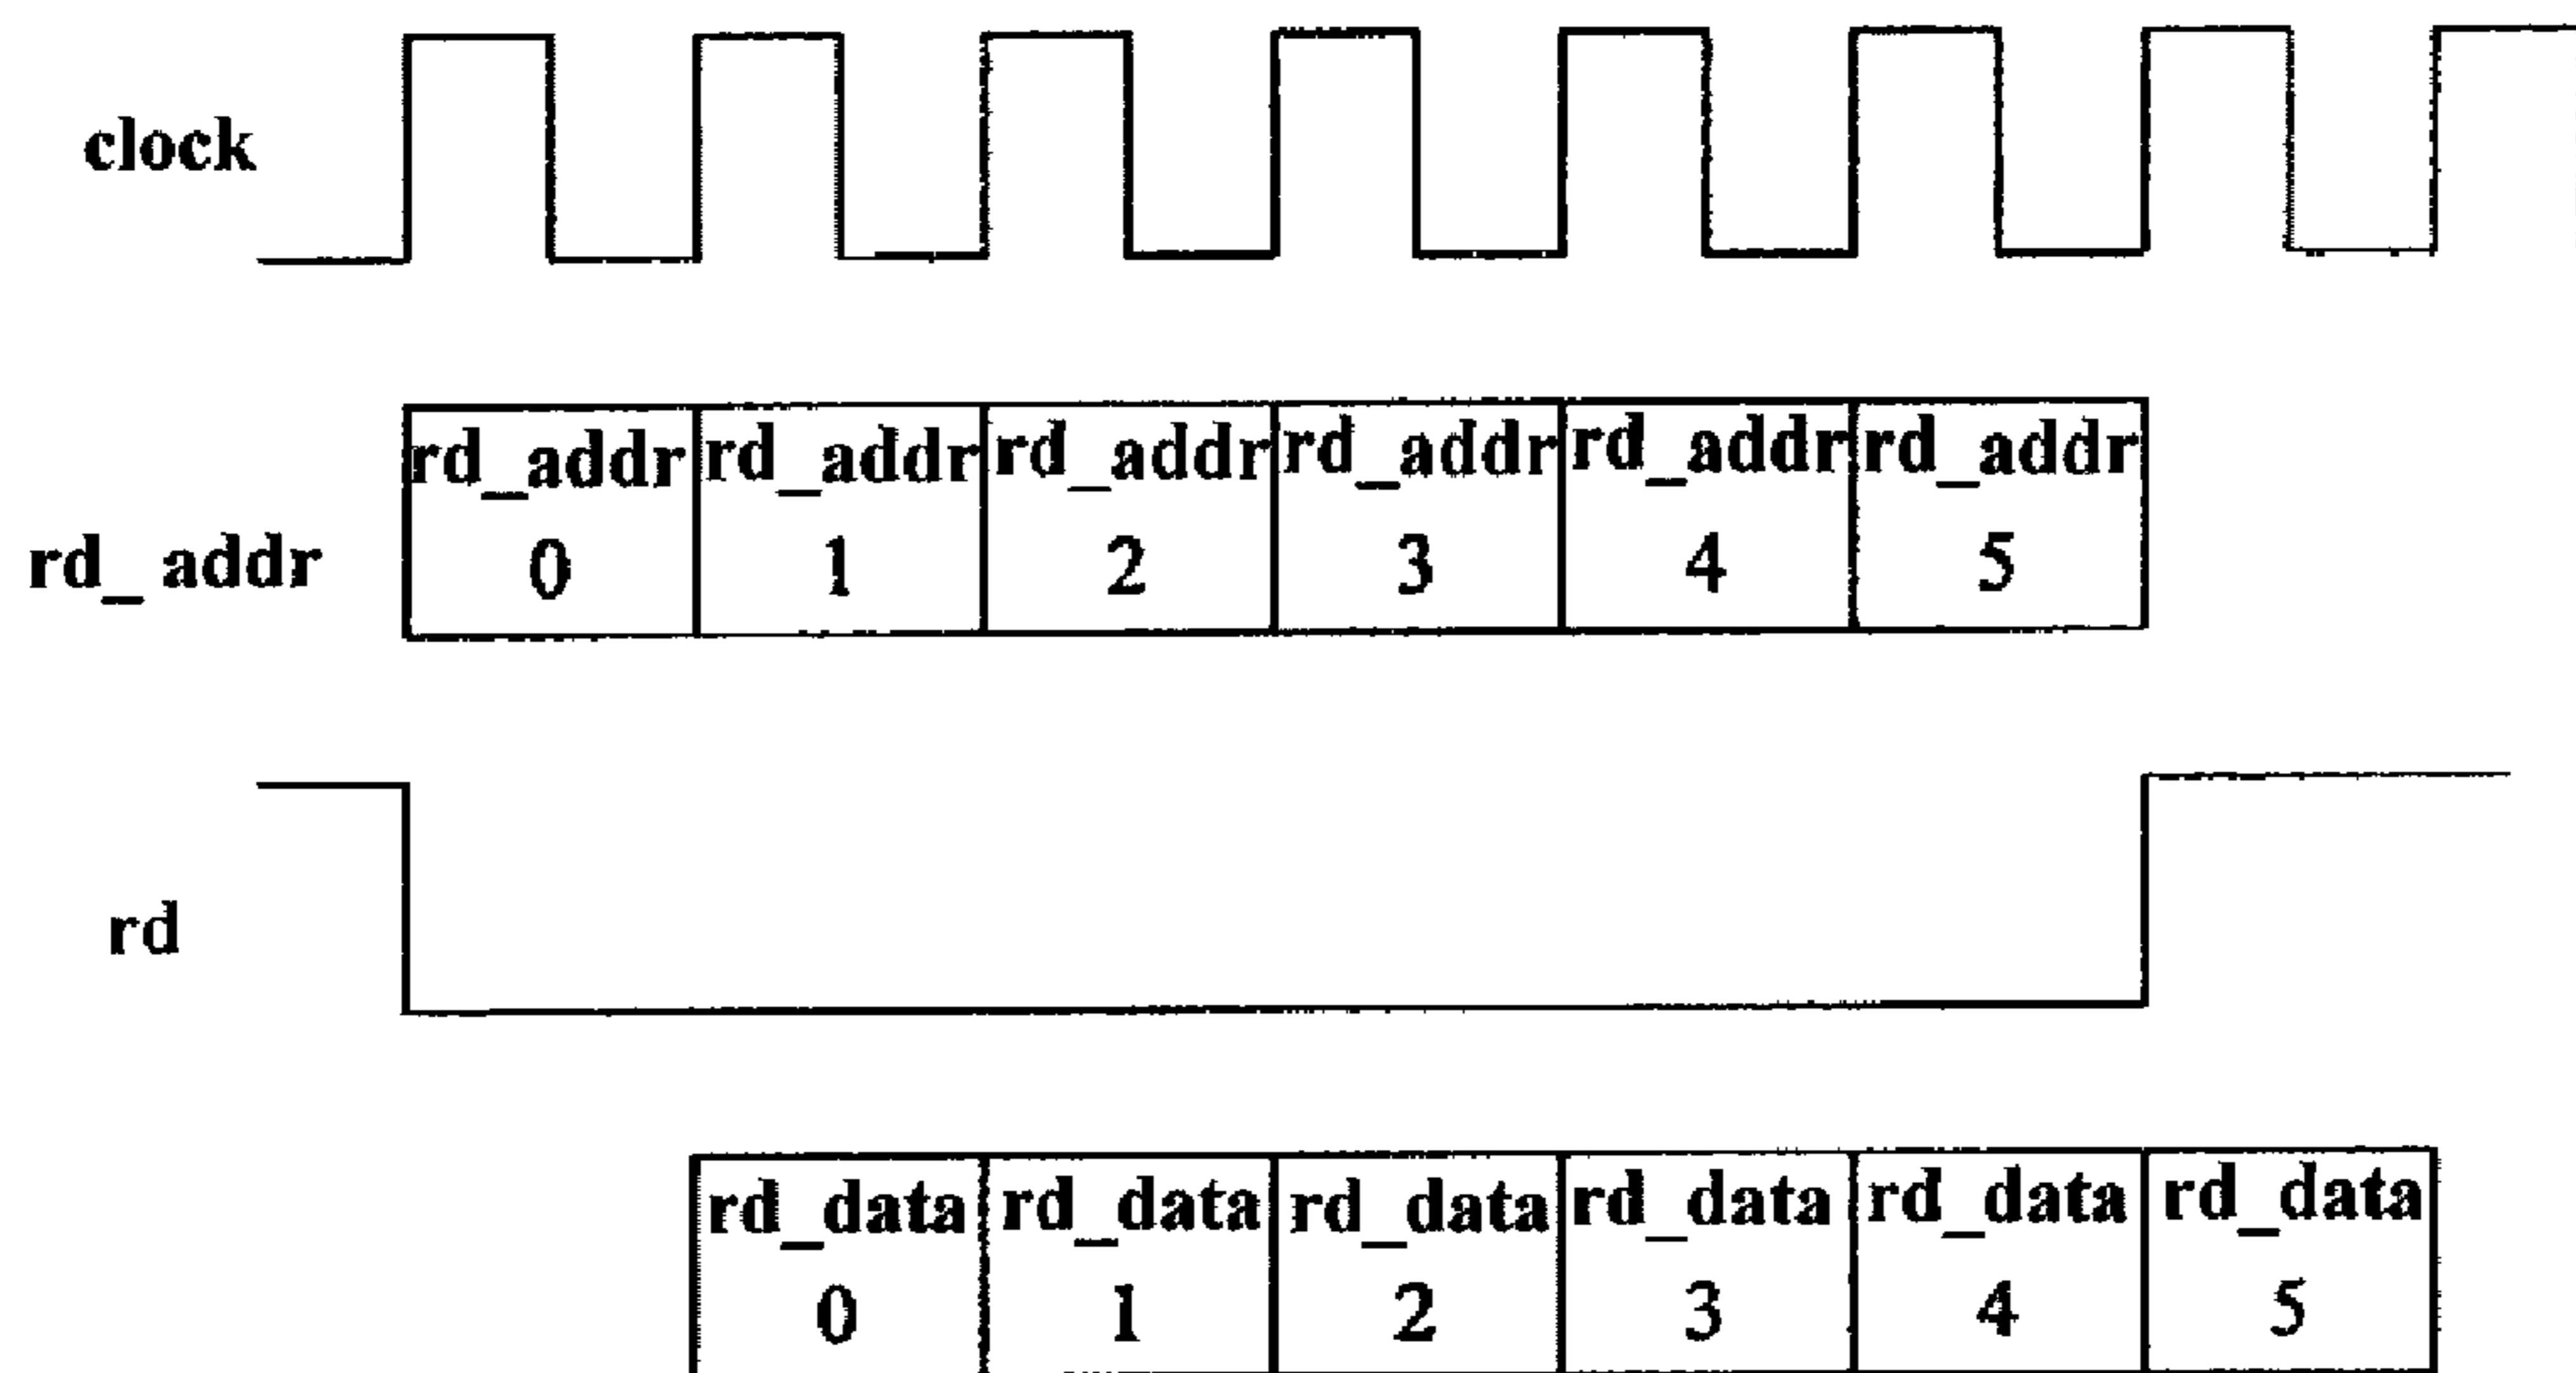 clock
rd_addr rd_addr rd_addr rd_addr rd_addr rd_addr
rd_ addr 0 1 2 3 4 5
rd
rd_data rd_data rd_data rd_data rd_data rd_data
0 1 2 3 4 5